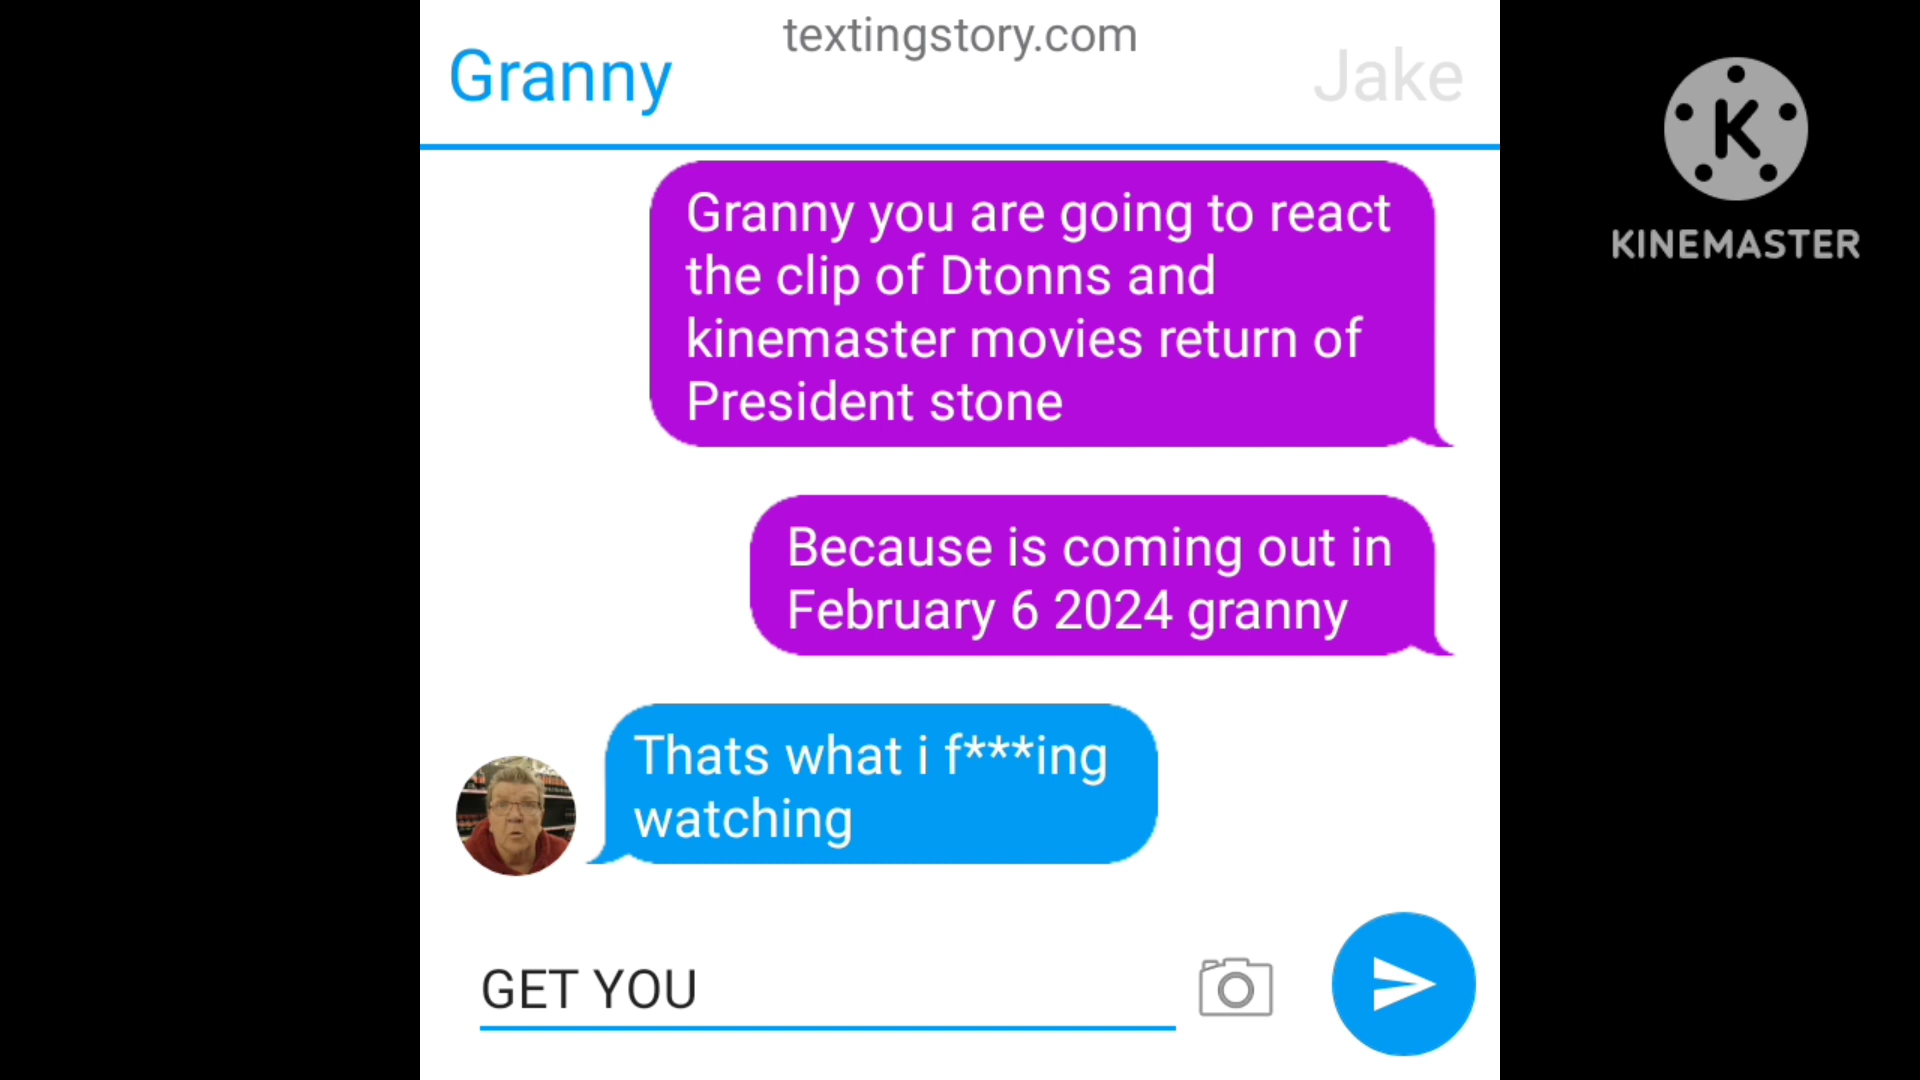 textingstory.com
Granny
Jake
K
KINEMASTER
Granny you are going to react
the clip of Dtonns and
kinemaster movies return of
President stone
Because is coming out in
February 6 2024 granny
Thats what i f***ing
watching
GET YOU